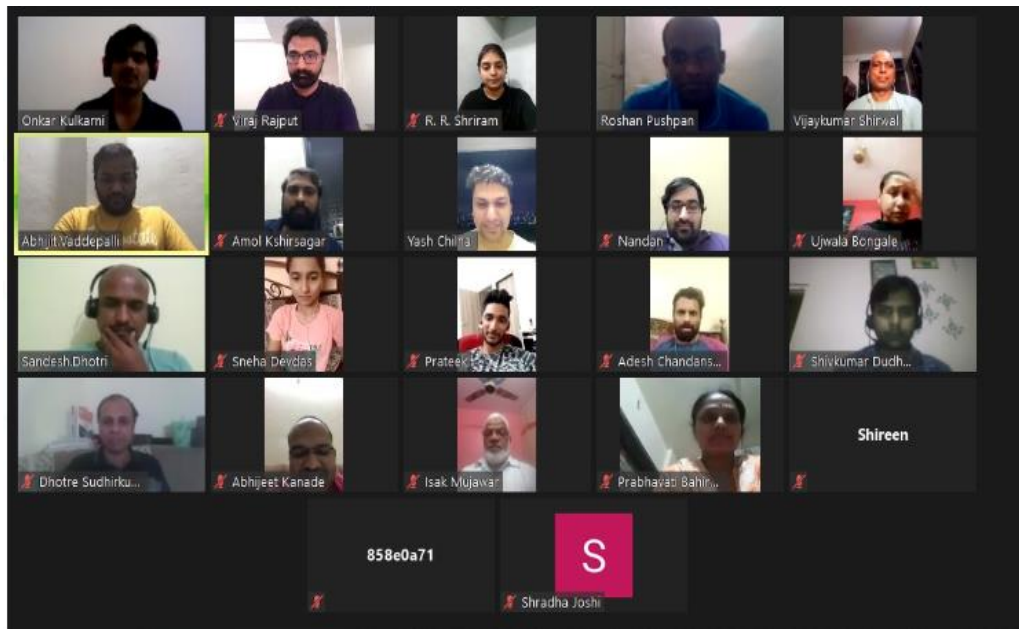 Onkar Kulkarni
Viraj Rajput
R. R. Shriram
Roshan Pushpan
Vijaykumar Shirwal
Abhijit.Vaddepalli
Amol Kshirsagar
Yash Chilna
Nandan
Ujwala Bongale
Sandesh.Dhotri
Sneha Devdas
Prateek
Adesh Chandans...
Shivkumar Dudh...
Dhotre Sudhirku...
Abhijeet Kanade
Isak Mujawar
Prabhavati Bahir...
Shireen
858e0a71
S
Shradha Joshi